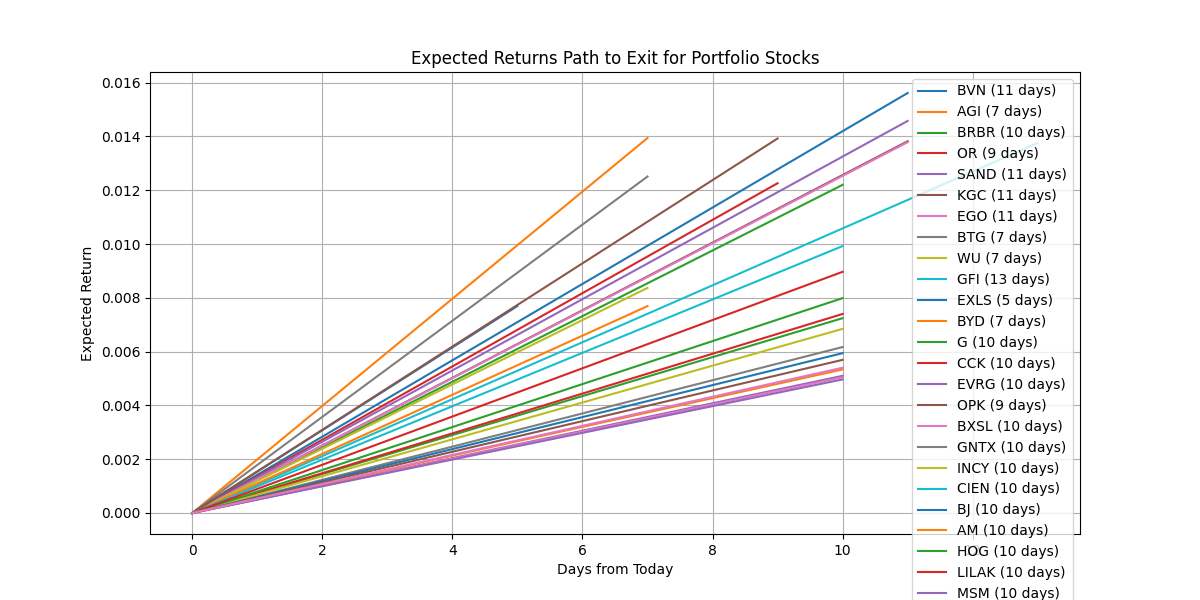 Expected Returns Path to Exit for Portfolio Stocks
Expected Return
0.016
0.014
0.012
0.010
0.008
0.006
0.004
0.002
0.000
0
2
4
6
8
10
Days from Today
BVN (11 days)
AGI (7 days)
BRBR (10 days)
OR (9 days)
SAND (11 days)
KGC (11 days)
EGO (11 days)
BTG (7 days)
WU (7 days)
GFI (13 days)
EXLS (5 days)
BYD (7 days)
G (10 days)
CCK (10 days)
EVRG (10 days)
OPK (9 days)
BXSL (10 days)
GNTX (10 days)
INCY (10 days)
CIEN (10 days)
BJ (10 days)
AM (10 days)
HOG (10 days)
LILAK (10 days)
MSM (10 days)